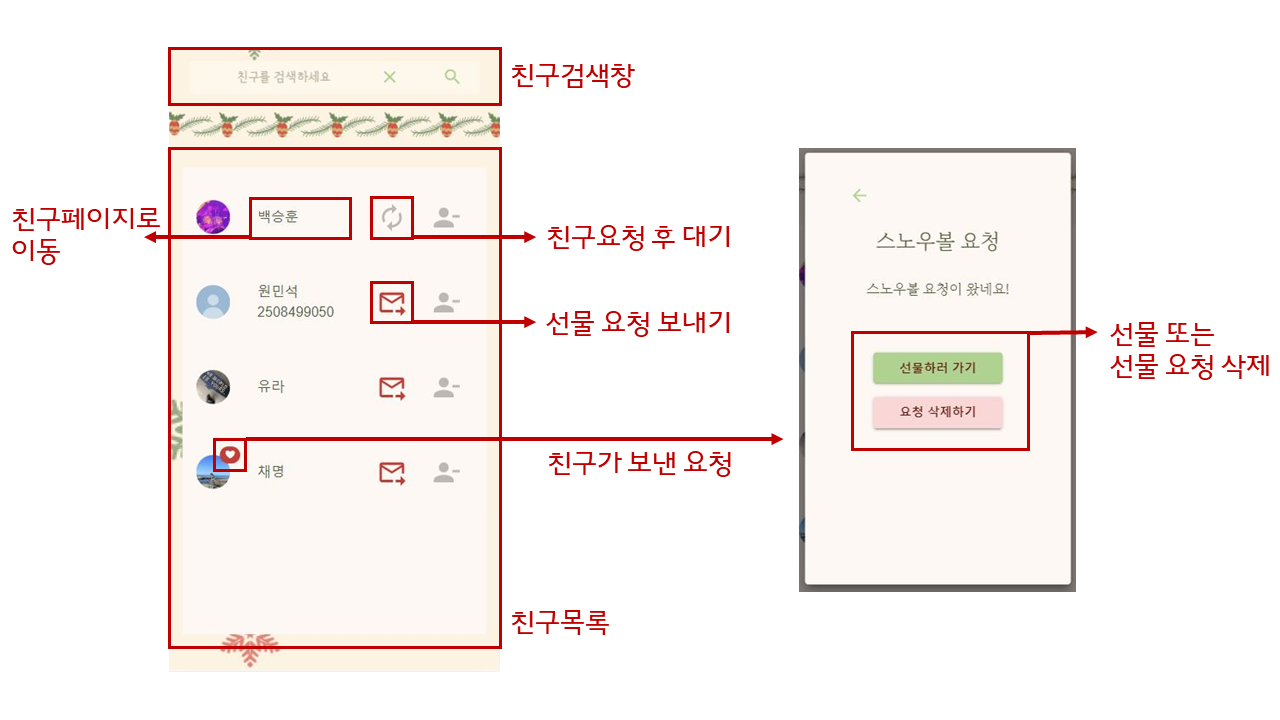 친구를 검색하세요
친구검색창
친구페이지로
이동
백승훈
친구요청 후 대기
원민석
2508499050
선물 요청 보내기
유라
채명
친구가 보낸 요청
친구목록
스노우볼 요청
스노우볼 요청이 왔네요!
선물하러 가기
요청 삭제하기
선물 또는
선물 요청 삭제